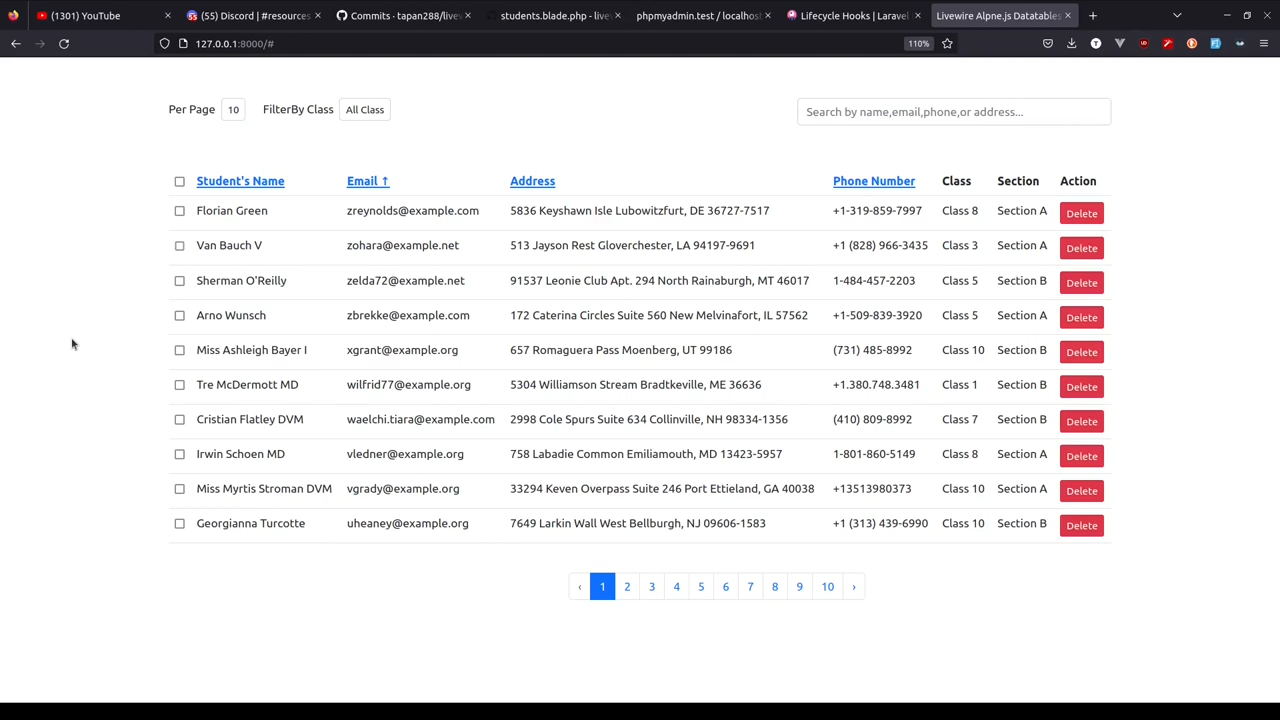 (1301) YouTube
(55) Discord | #resources
Commits · tapan288/livew
students.blade.php - livew
phpmyadmin.test / localhost
Lifecycle Hooks | Laravel
Livewire Alpne.js Datatables
127.0.0.1:8000/#
110%
Per Page 10 FilterBy Class All Class
Search by name,email,phone,or address...
Student's Name Email ↑ Address Phone Number Class Section Action
Florian Green zreynolds@example.com 5836 Keyshawn Isle Lubowitzfurt, DE 36727-7517 +1-319-859-7997 Class 8 Section A Delete
Van Bauch V zohara@example.net 513 Jayson Rest Gloverchester, LA 94197-9691 +1 (828) 966-3435 Class 3 Section A Delete
Sherman O'Reilly zelda72@example.net 91537 Leonie Club Apt. 294 North Rainaburgh, MT 46017 1-484-457-2203 Class 5 Section B Delete
Arno Wunsch zbrekke@example.com 172 Caterina Circles Suite 560 New Melvinafort, IL 57562 +1-509-839-3920 Class 5 Section A Delete
Miss Ashleigh Bayer I xgrant@example.org 657 Romaguera Pass Moenberg, UT 99186 (731) 485-8992 Class 10 Section B Delete
Tre McDermott MD wilfrid77@example.org 5304 Williamson Stream Bradtkeville, ME 36636 +1.380.748.3481 Class 1 Section B Delete
Cristian Flatley DVM waelchi.tiara@example.com 2998 Cole Spurs Suite 634 Collinville, NH 98334-1356 (410) 809-8992 Class 7 Section B Delete
Irwin Schoen MD vledner@example.org 758 Labadie Common Emiliamouth, MD 13423-5957 1-801-860-5149 Class 8 Section A Delete
Miss Myrtis Stroman DVM vgrady@example.org 33294 Keven Overpass Suite 246 Port Ettieland, GA 40038 +13513980373 Class 10 Section A Delete
Georgianna Turcotte uheaney@example.org 7649 Larkin Wall West Bellburgh, NJ 09606-1583 +1 (313) 439-6990 Class 10 Section B Delete
‹ 1 2 3 4 5 6 7 8 9 10 ›